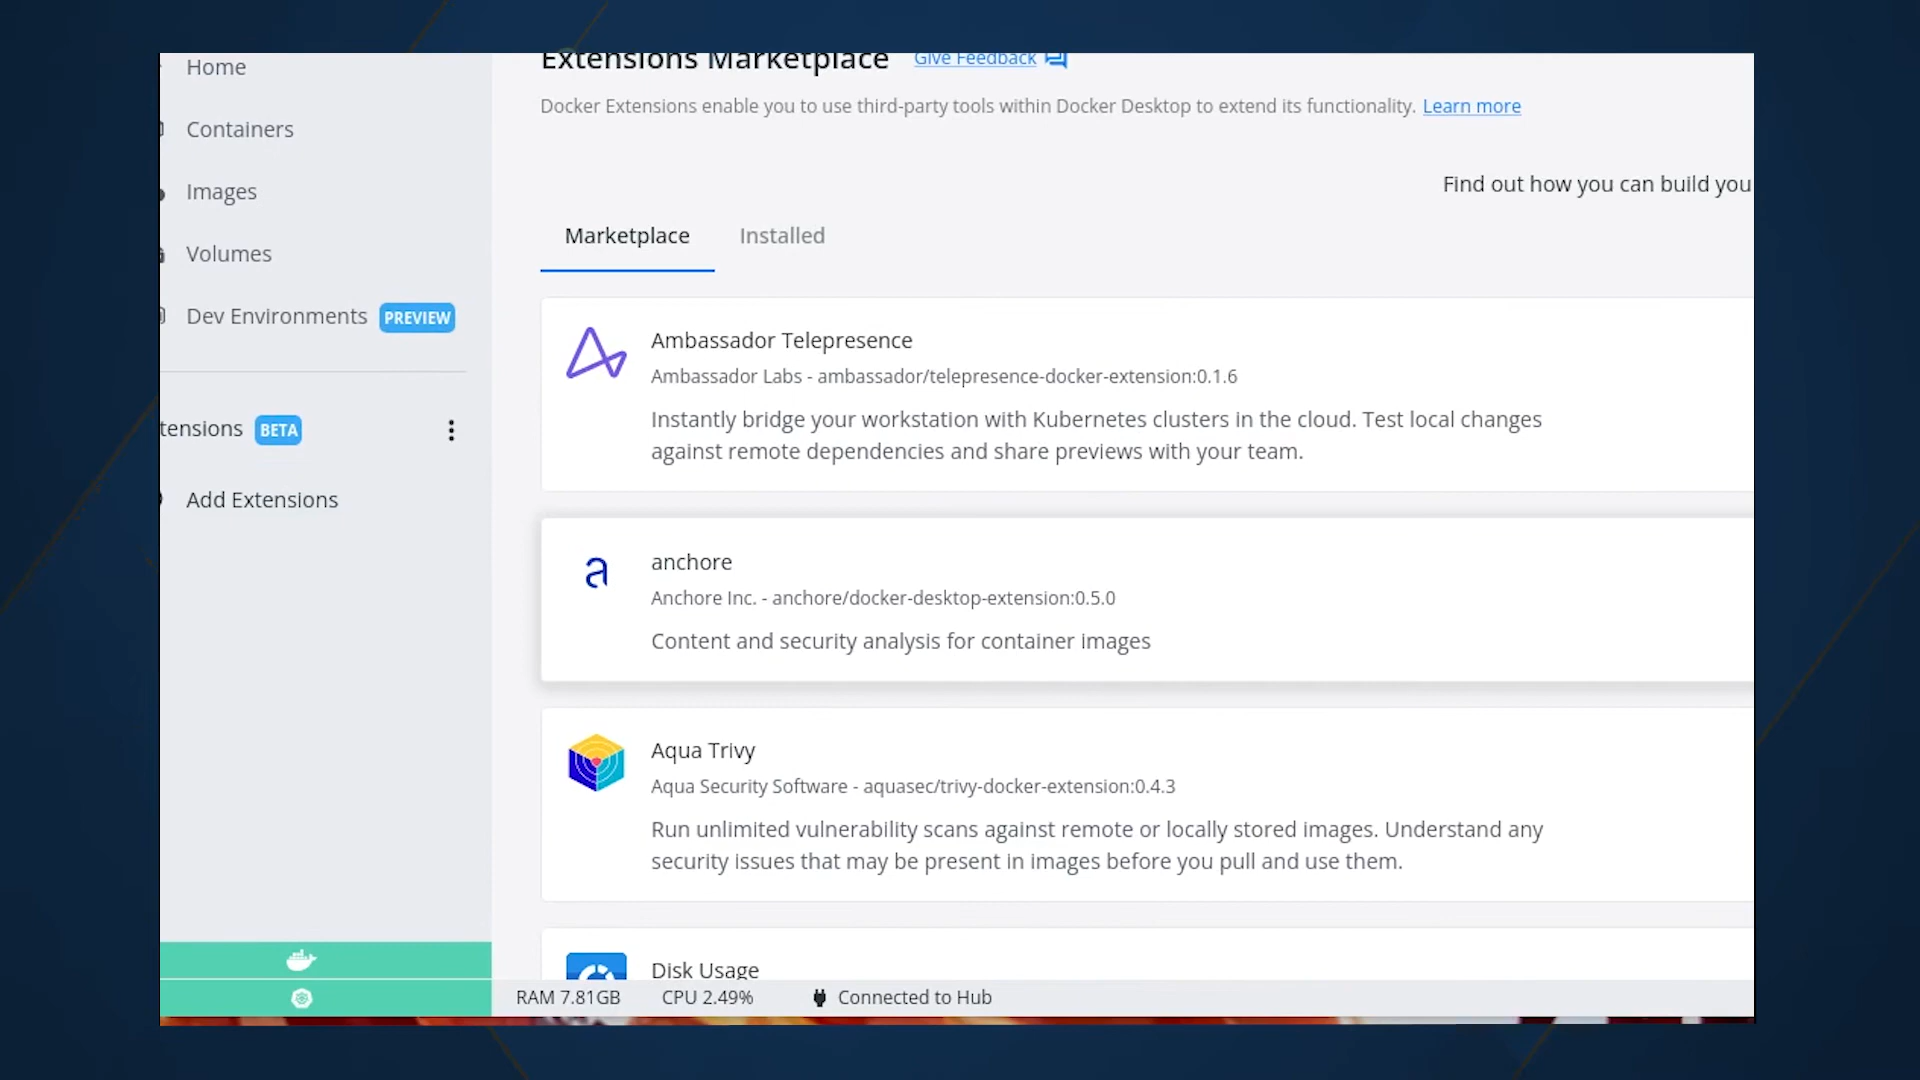 Home
Containers
Images
Volumes
Dev Environments PREVIEW
tensions BETA
Add Extensions
Extensions Marketplace Give Feedback
Docker Extensions enable you to use third-party tools within Docker Desktop to extend its functionality. Learn more
Find out how you can build you
Marketplace Installed
Ambassador Telepresence
Ambassador Labs - ambassador/telepresence-docker-extension:0.1.6
Instantly bridge your workstation with Kubernetes clusters in the cloud. Test local changes
against remote dependencies and share previews with your team.
a
anchore
Anchore Inc. - anchore/docker-desktop-extension:0.5.0
Content and security analysis for container images
Aqua Trivy
Aqua Security Software - aquasec/trivy-docker-extension:0.4.3
Run unlimited vulnerability scans against remote or locally stored images. Understand any
security issues that may be present in images before you pull and use them.
Disk Usage
RAM 7.81GB CPU 2.49% Connected to Hub